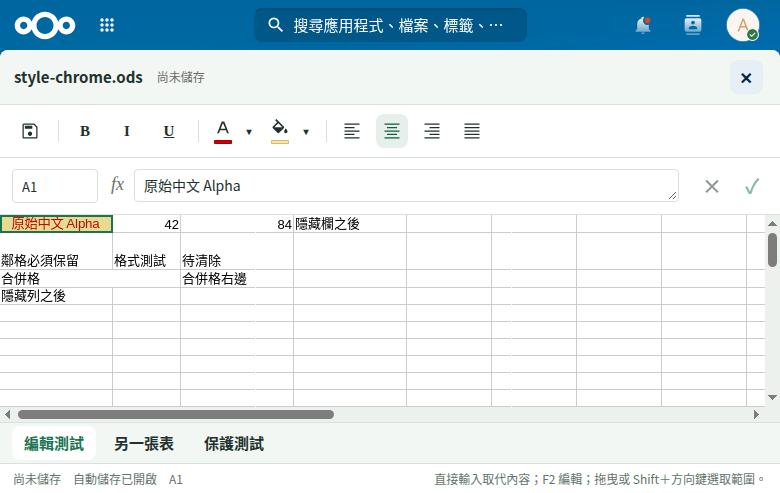 搜尋應用程式、檔案、標籤、…
A
style-chrome.ods 尚未儲存
B I U A
A1 fx 原始中文 Alpha
原始中文 Alpha 42 84 隱藏欄之後
鄰格必須保留 格式測試 待清除
合併格 合併格右邊
隱藏列之後
編輯測試 另一張表 保護測試
尚未儲存 自動儲存已開啟 A1 直接輸入取代內容；F2 編輯；拖曳或 Shift＋方向鍵選取範圍。